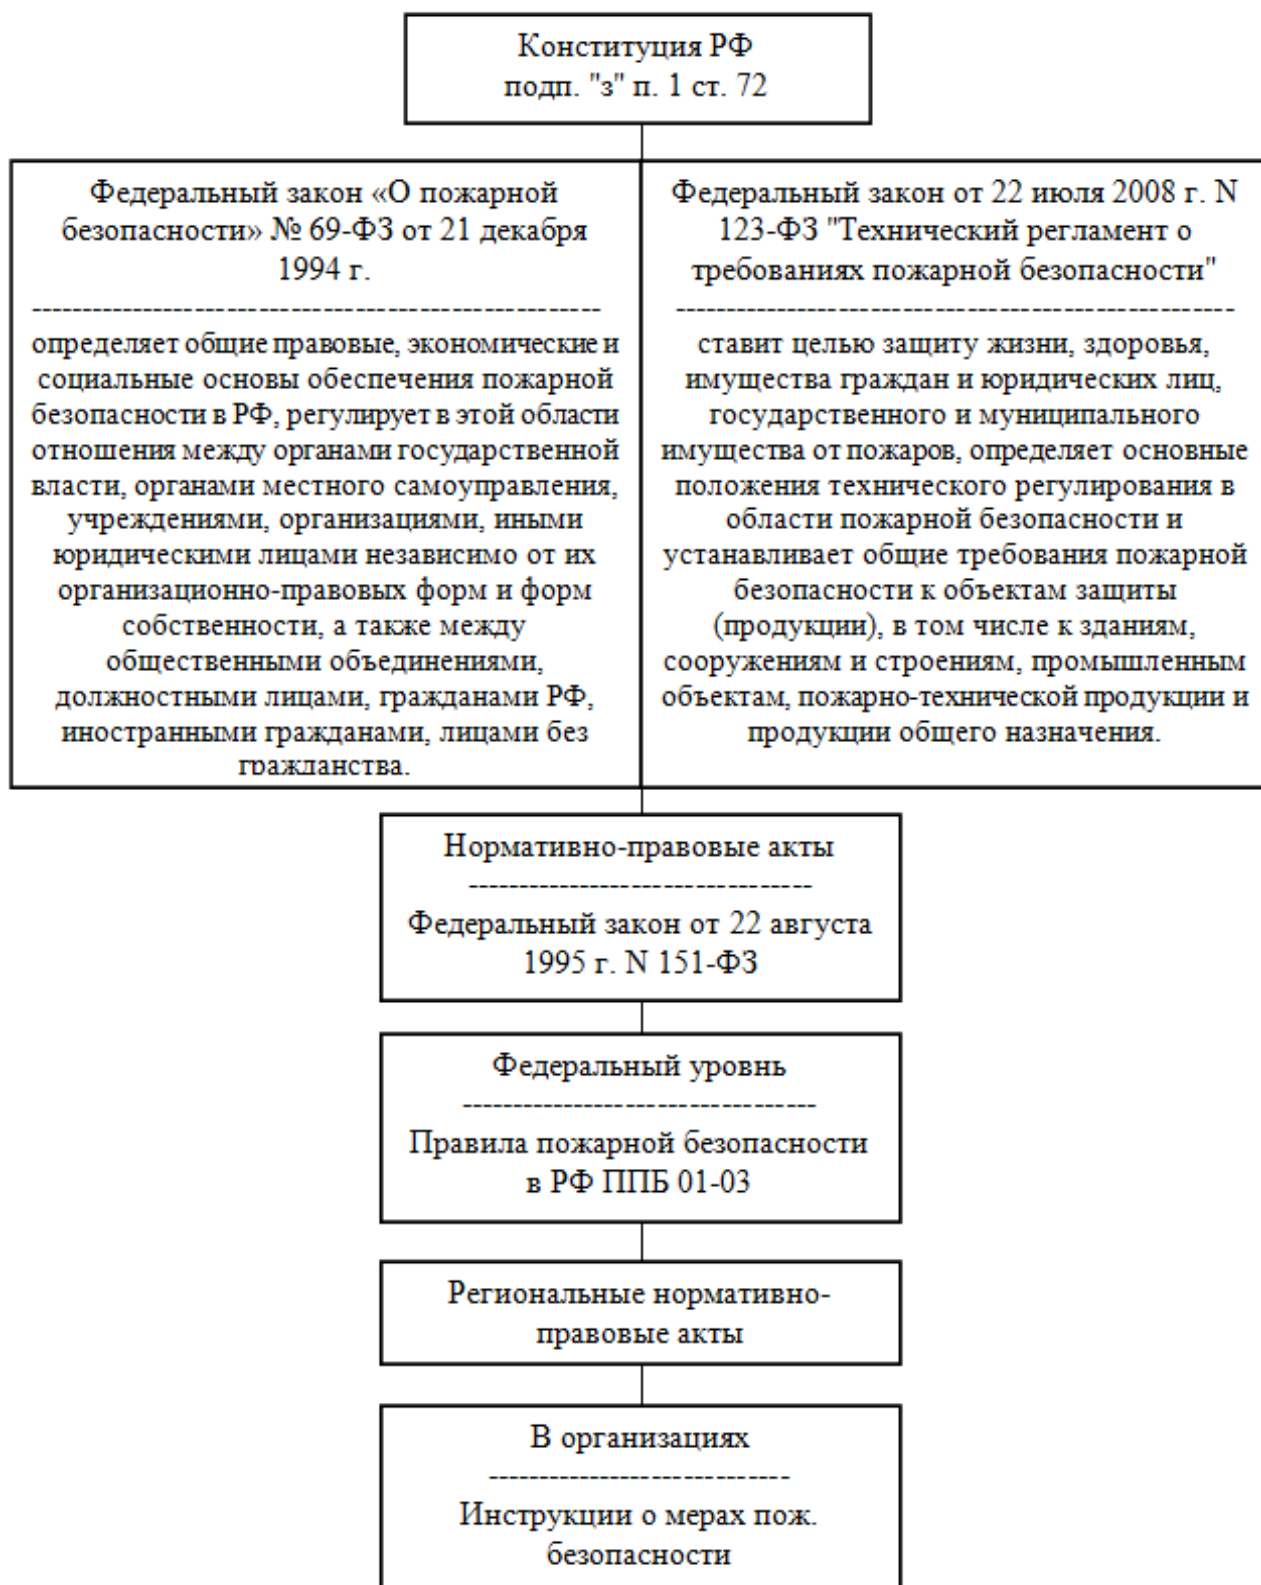 Конституция РФ
подп. "з" п. 1 ст. 72
Федеральный закон «О пожарной
безопасности» № 69-ФЗ от 21 декабря
1994 г.
--------------------------------------------------------
определяет общие правовые, экономические и
социальные основы обеспечения пожарной
безопасности в РФ, регулирует в этой области
отношения между органами государственной
власти, органами местного самоуправления,
учреждениями, организациями, иными
юридическими лицами независимо от их
организационно-правовых форм и форм
собственности, а также между
общественными объединениями,
должностными лицами, гражданами РФ,
иностранными гражданами, лицами без
гражданства.
Федеральный закон от 22 июля 2008 г. N
123-ФЗ "Технический регламент о
требованиях пожарной безопасности"
-------------------------------------------------------
ставит целью защиту жизни, здоровья,
имущества граждан и юридических лиц,
государственного и муниципального
имущества от пожаров, определяет основные
положения технического регулирования в
области пожарной безопасности и
устанавливает общие требования пожарной
безопасности к объектам защиты
(продукции), в том числе к зданиям,
сооружениям и строениям, промышленным
объектам, пожарно-технической продукции и
продукции общего назначения.
Нормативно-правовые акты
----------------------------------
Федеральный закон от 22 августа
1995 г. N 151-ФЗ
Федеральный уровнь
-----------------------------------
Правила пожарной безопасности
в РФ ППБ 01-03
Региональные нормативно-
правовые акты
В организациях
------------------------------
Инструкции о мерах пож.
безопасности